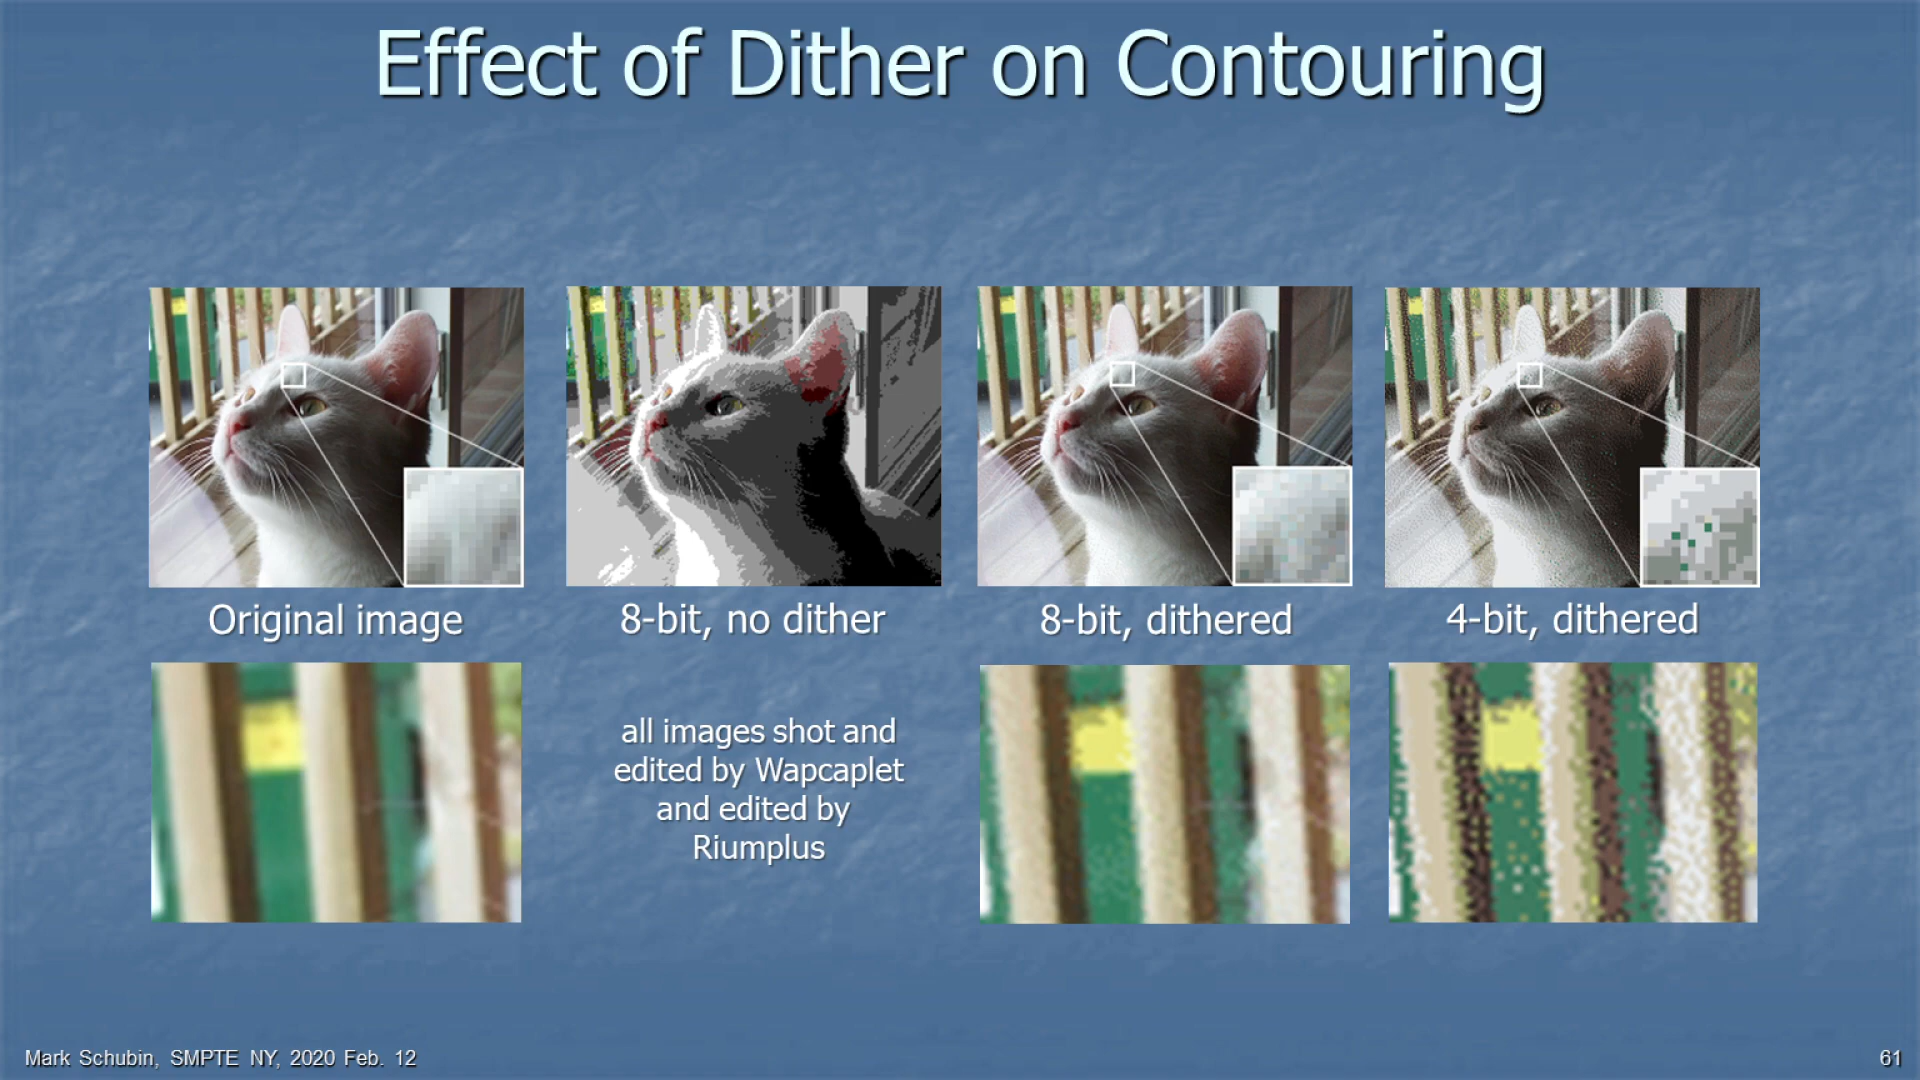 Effect of Dither on Contouring
Original image
8-bit, no dither
8-bit, dithered
4-bit, dithered
all images shot and
edited by Wapcaplet
and edited by
Riumplus
Mark Schubin, SMPTE NY, 2020 Feb. 12
61